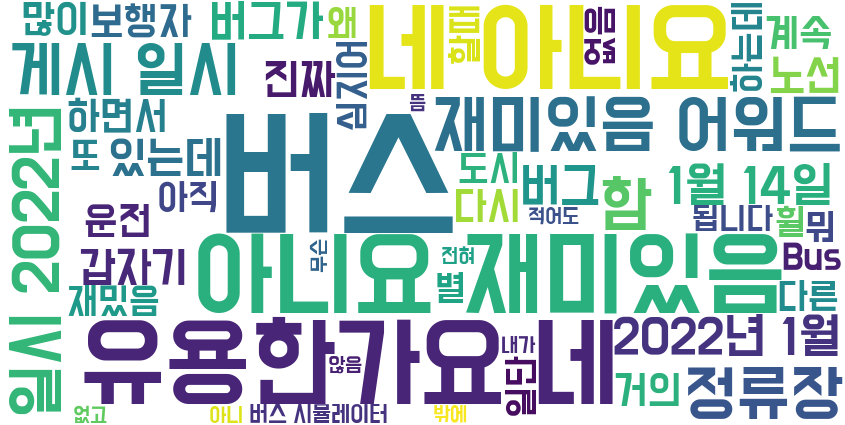 많이
보행자
버그가
왜
네 아니요
할때
없음
하는데
계속
노선
게시 일시
진짜
심지어
뜸
재미있음 어워드
하면서
또
있는데
버스
일시 2022년
아직
도시
다시
버그
함
1월 14일
적어도
됩니다
휠
뭐
운전
갑자기
아니요 재미있음
무슨
전혀
별
Bus
다른
재밌음
유용한가요 네
않음
내가
일단
2022년 1월
거의
정류장
없고
아니
버스 시뮬레이터
밖에